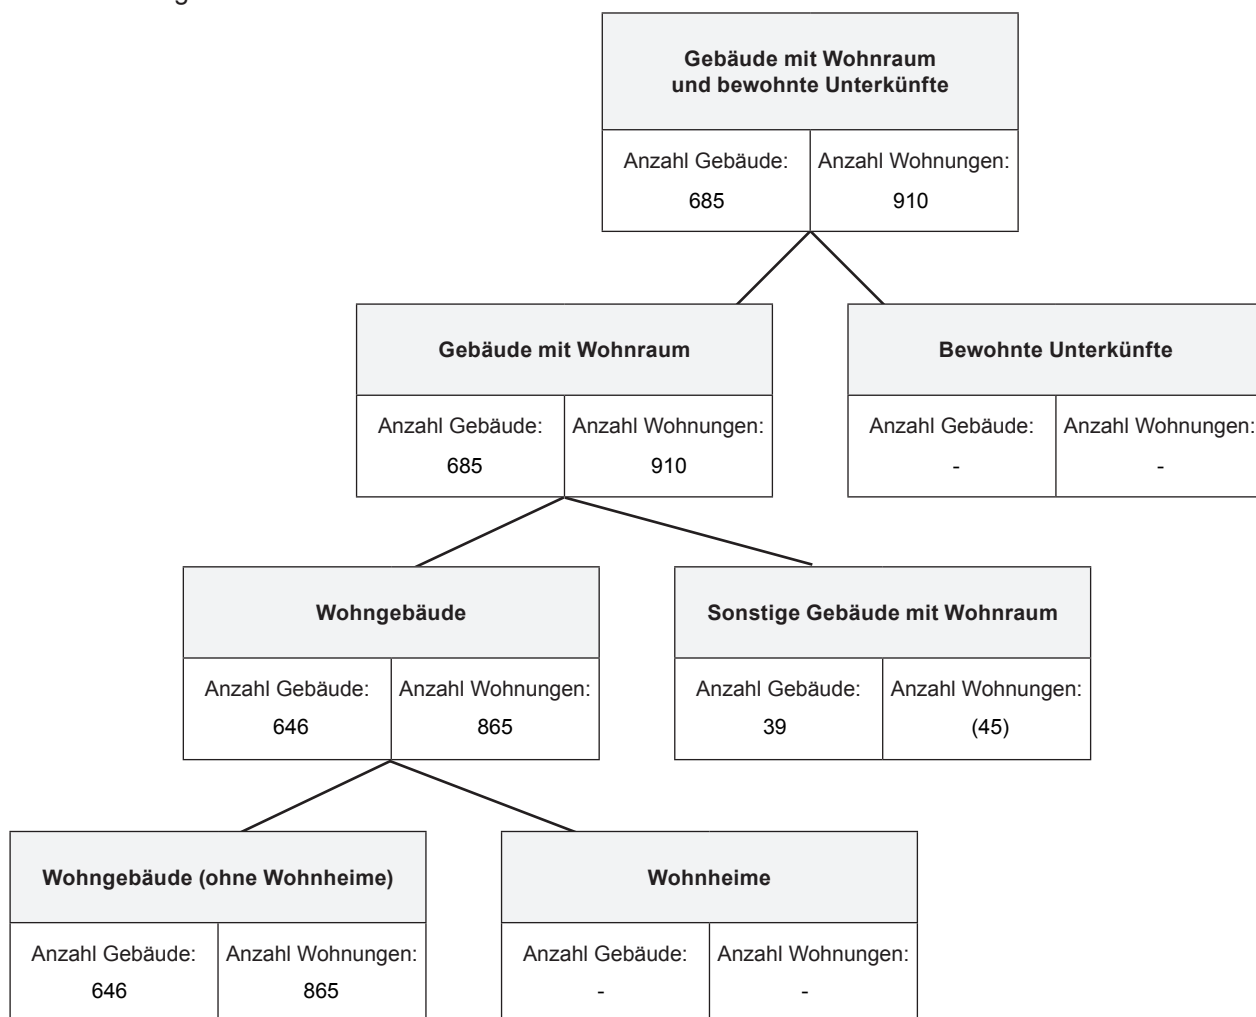 Gebäude mit Wohnraum
und bewohnte Unterkünfte
Anzahl Gebäude: Anzahl Wohnungen:
685 910
Gebäude mit Wohnraum
Bewohnte Unterkünfte
Anzahl Gebäude: Anzahl Wohnungen:
685 910
Anzahl Gebäude: Anzahl Wohnungen:
- -
Wohngebäude
Sonstige Gebäude mit Wohnraum
Anzahl Gebäude: Anzahl Wohnungen:
646 865
Anzahl Gebäude: Anzahl Wohnungen:
39 (45)
Wohngebäude (ohne Wohnheime)
Wohnheime
Anzahl Gebäude: Anzahl Wohnungen:
646 865
Anzahl Gebäude: Anzahl Wohnungen:
- -